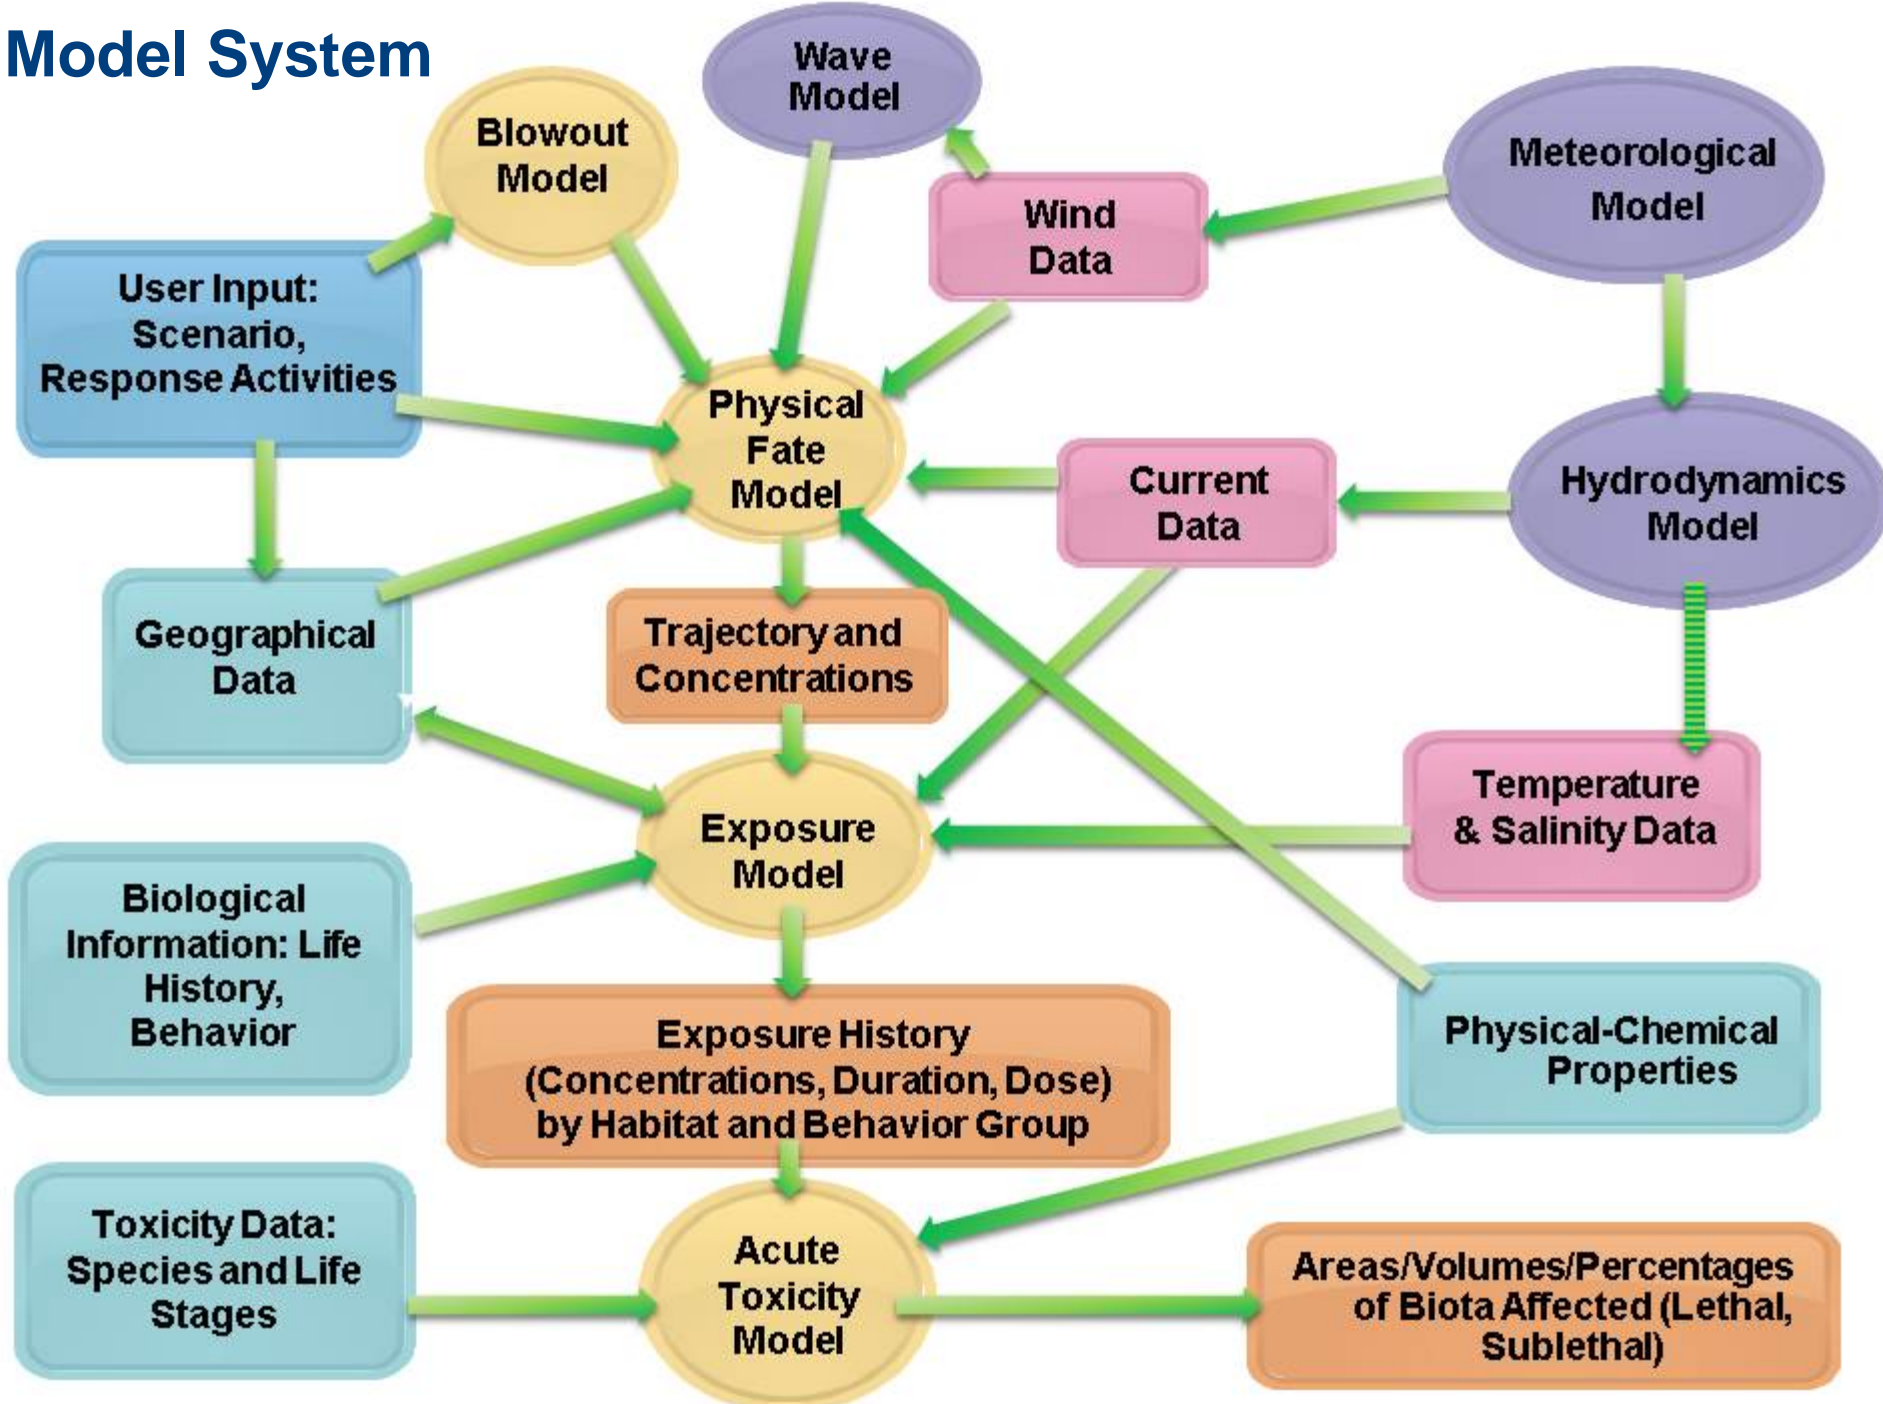 Model System
Wave
Model
Blowout
Model
Meteorological
Model
Wind
Data
User Input:
Scenario,
Response Activities
Physical
Fate
Model
Current
Data
Hydrodynamics
Model
Geographical
Data
Trajectory and
Concentrations
Temperature
& Salinity Data
Exposure
Model
Biological
Information: Life
History,
Behavior
Exposure History
(Concentrations, Duration, Dose)
by Habitat and Behavior Group
Physical-Chemical
Properties
Toxicity Data:
Species and Life
Stages
Acute
Toxicity
Model
Areas/Volumes/Percentages
of Biota Affected (Lethal,
Sublethal)